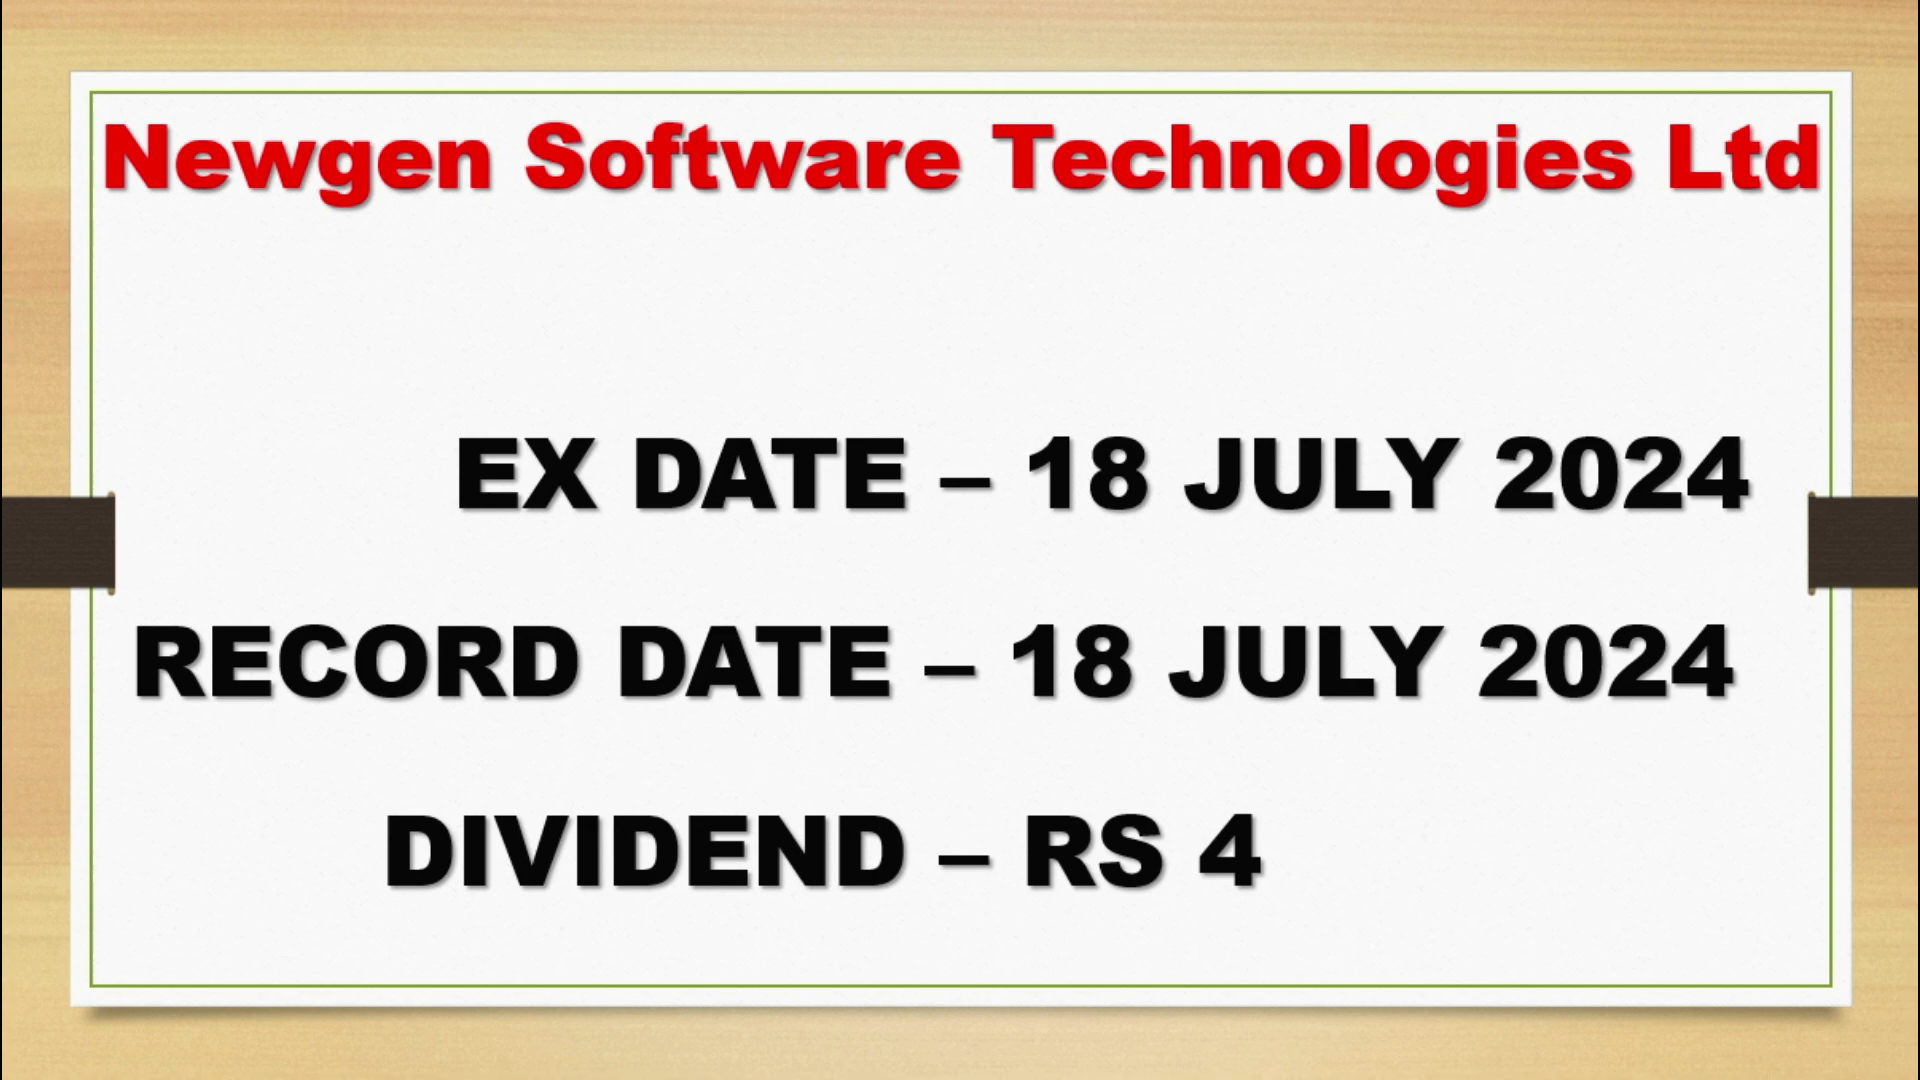 Newgen Software Technologies Ltd
EX DATE – 18 JULY 2024
RECORD DATE – 18 JULY 2024
DIVIDEND – RS 4